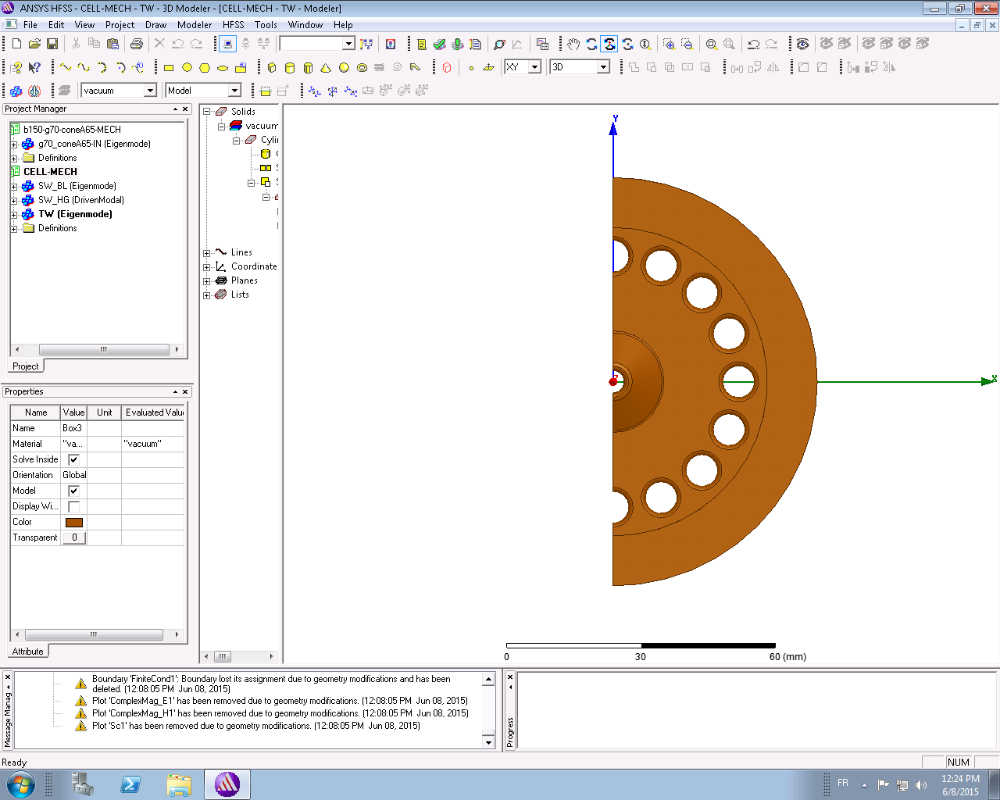 ANSYS HFSS - CELL-MECH - TW - 3D Modeler - [CELL-MECH - TW - Modeler]
File Edit View Project Draw Modeler HFSS Tools Window Help
XY 3D
vacuum Model
Project Manager
b150-g70-coneA65-MECH
g70_coneA65-IN (Eigenmode)
Definitions
CELL-MECH
SW_BL (Eigenmode)
SW_HG (DrivenModal)
TW (Eigenmode)
Definitions
Project
Solids
vacuum
Cylin
Lines
Coordinate
Planes
Lists
Properties
Name Value Unit Evaluated Value
Name Box3
Material "va... "vacuum"
Solve Inside
Orientation Global
Model
Display Wi...
Color
Transparent 0
Attribute
Y
X
Z
0 30 60 (mm)
Message Manag
Boundary 'FiniteCond1': Boundary lost its assignment due to geometry modifications and has been
deleted. (12:08:05 PM Jun 08, 2015)
Plot 'ComplexMag_E1' has been removed due to geometry modifications. (12:08:05 PM Jun 08, 2015)
Plot 'ComplexMag_H1' has been removed due to geometry modifications. (12:08:05 PM Jun 08, 2015)
Plot 'Sc1' has been removed due to geometry modifications. (12:08:05 PM Jun 08, 2015)
Progress
Ready NUM
FR 12:24 PM
6/8/2015